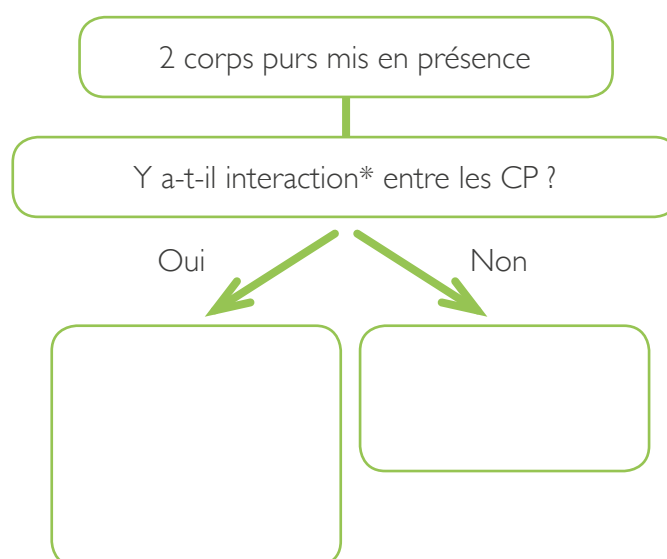 2 corps purs mis en présence
Y a-t-il interaction* entre les CP ?
Oui
Non